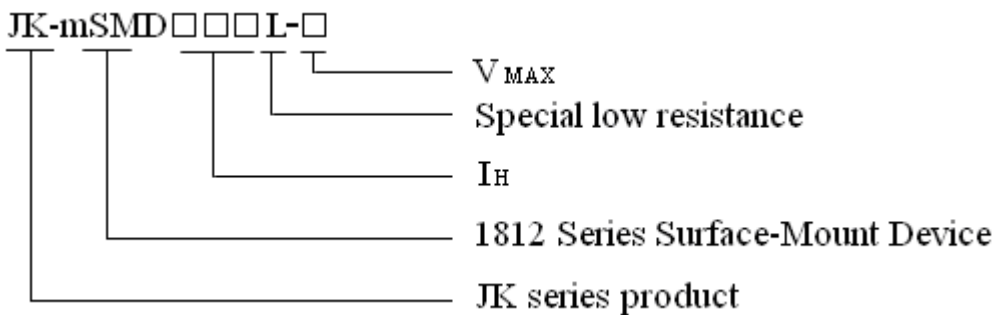 JK-mSMD□□□L-□
VMAX
Special low resistance
IH
1812 Series Surface-Mount Device
JK series product